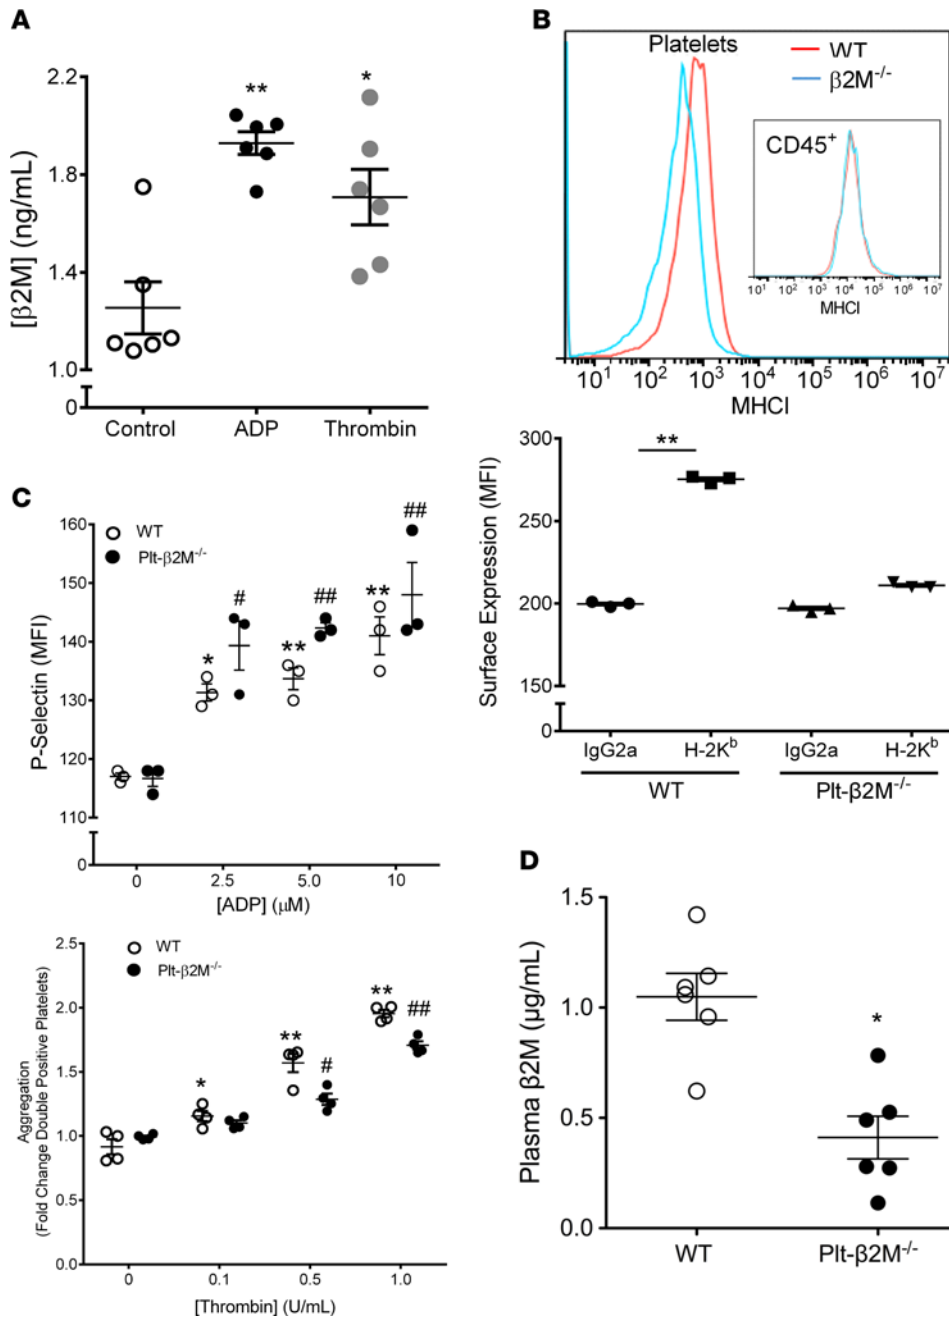 A
[β2M] (ng/mL)
2.2
1.8
1.4
1.0
0
**
*
Control
ADP
Thrombin
B
Platelets
WT
β2M-/-
CD45+
10¹ 10² 10³ 10⁴ 10⁵ 10⁶ 10⁷
MHCI
10¹ 10² 10³ 10⁴ 10⁵ 10⁶ 10⁷
MHCI
Surface Expression (MFI)
300
250
200
150
0
**
IgG2a
H-2Kᵇ
IgG2a
H-2Kᵇ
WT
Plt-β2M-/-
C
WT
Plt-β2M-/-
P-Selectin (MFI)
160
150
140
130
120
110
0
*
#
**
##
**
##
0
2.5
5.0
10
[ADP] (μM)
WT
Plt-β2M-/-
Aggregation
(Fold Change Double Positive Platelets)
2.5
2.0
1.5
1.0
0.5
0.0
*
**
#
**
##
0
0.1
0.5
1.0
[Thrombin] (U/mL)
D
Plasma β2M (μg/mL)
1.5
1.0
0.5
0.0
*
WT
Plt-β2M-/-